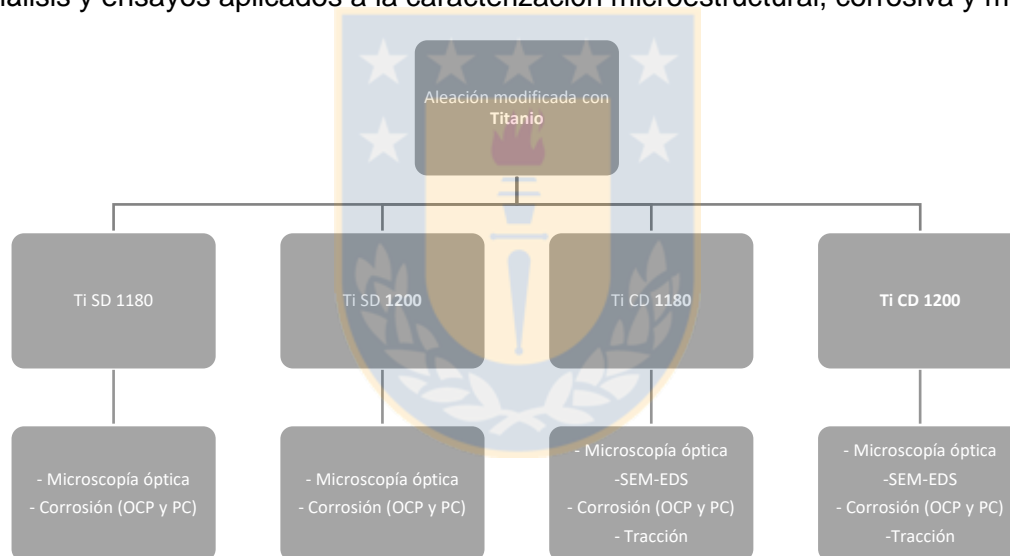 nálisis y ensayos aplicados a la caracterización microestructural, corrosiva y m
Aleación modificada con
Titanio
Ti SD 1180
Ti SD 1200
Ti CD 1180
Ti CD 1200
- Microscopía óptica
- Corrosión (OCP y PC)
- Microscopía óptica
- Corrosión (OCP y PC)
- Microscopía óptica
-SEM-EDS
- Corrosión (OCP y PC)
- Tracción
- Microscopía óptica
-SEM-EDS
- Corrosión (OCP y PC)
-Tracción